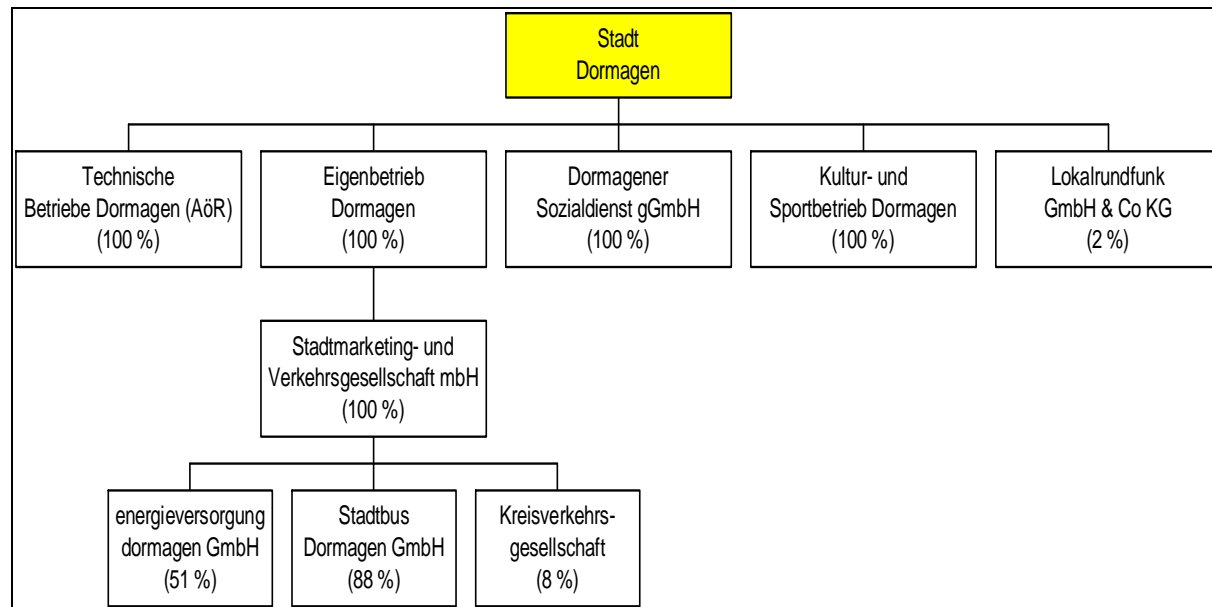 Stadt
Dormagen
Technische
Betriebe Dormagen (AöR)
(100 %)
Eigenbetrieb
Dormagen
(100 %)
Dormagener
Sozialdienst gGmbH
(100 %)
Kultur- und
Sportbetrieb Dormagen
(100 %)
Lokalrundfunk
GmbH & Co KG
(2 %)
Stadtmarketing- und
Verkehrsgesellschaft mbH
(100 %)
energieversorgung
dormagen GmbH
(51 %)
Stadtbus
Dormagen GmbH
(88 %)
Kreisverkehrs-
gesellschaft
(8 %)